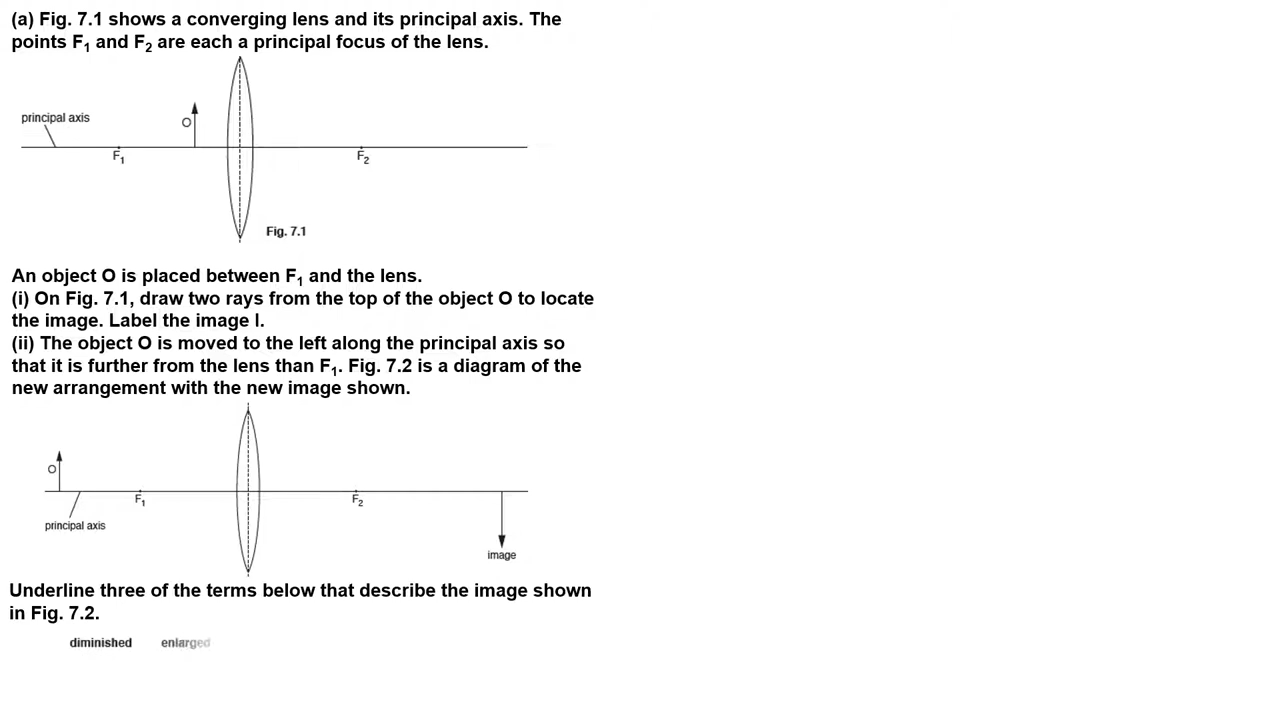 (a) Fig. 7.1 shows a converging lens and its principal axis. The
points F₁ and F₂ are each a principal focus of the lens.
principal axis
O
F₁
F₂
Fig. 7.1
An object O is placed between F₁ and the lens.
(i) On Fig. 7.1, draw two rays from the top of the object O to locate
the image. Label the image I.
(ii) The object O is moved to the left along the principal axis so
that it is further from the lens than F₁. Fig. 7.2 is a diagram of the
new arrangement with the new image shown.
O
F₁
F₂
principal axis
image
Underline three of the terms below that describe the image shown
in Fig. 7.2.
diminished enlarged